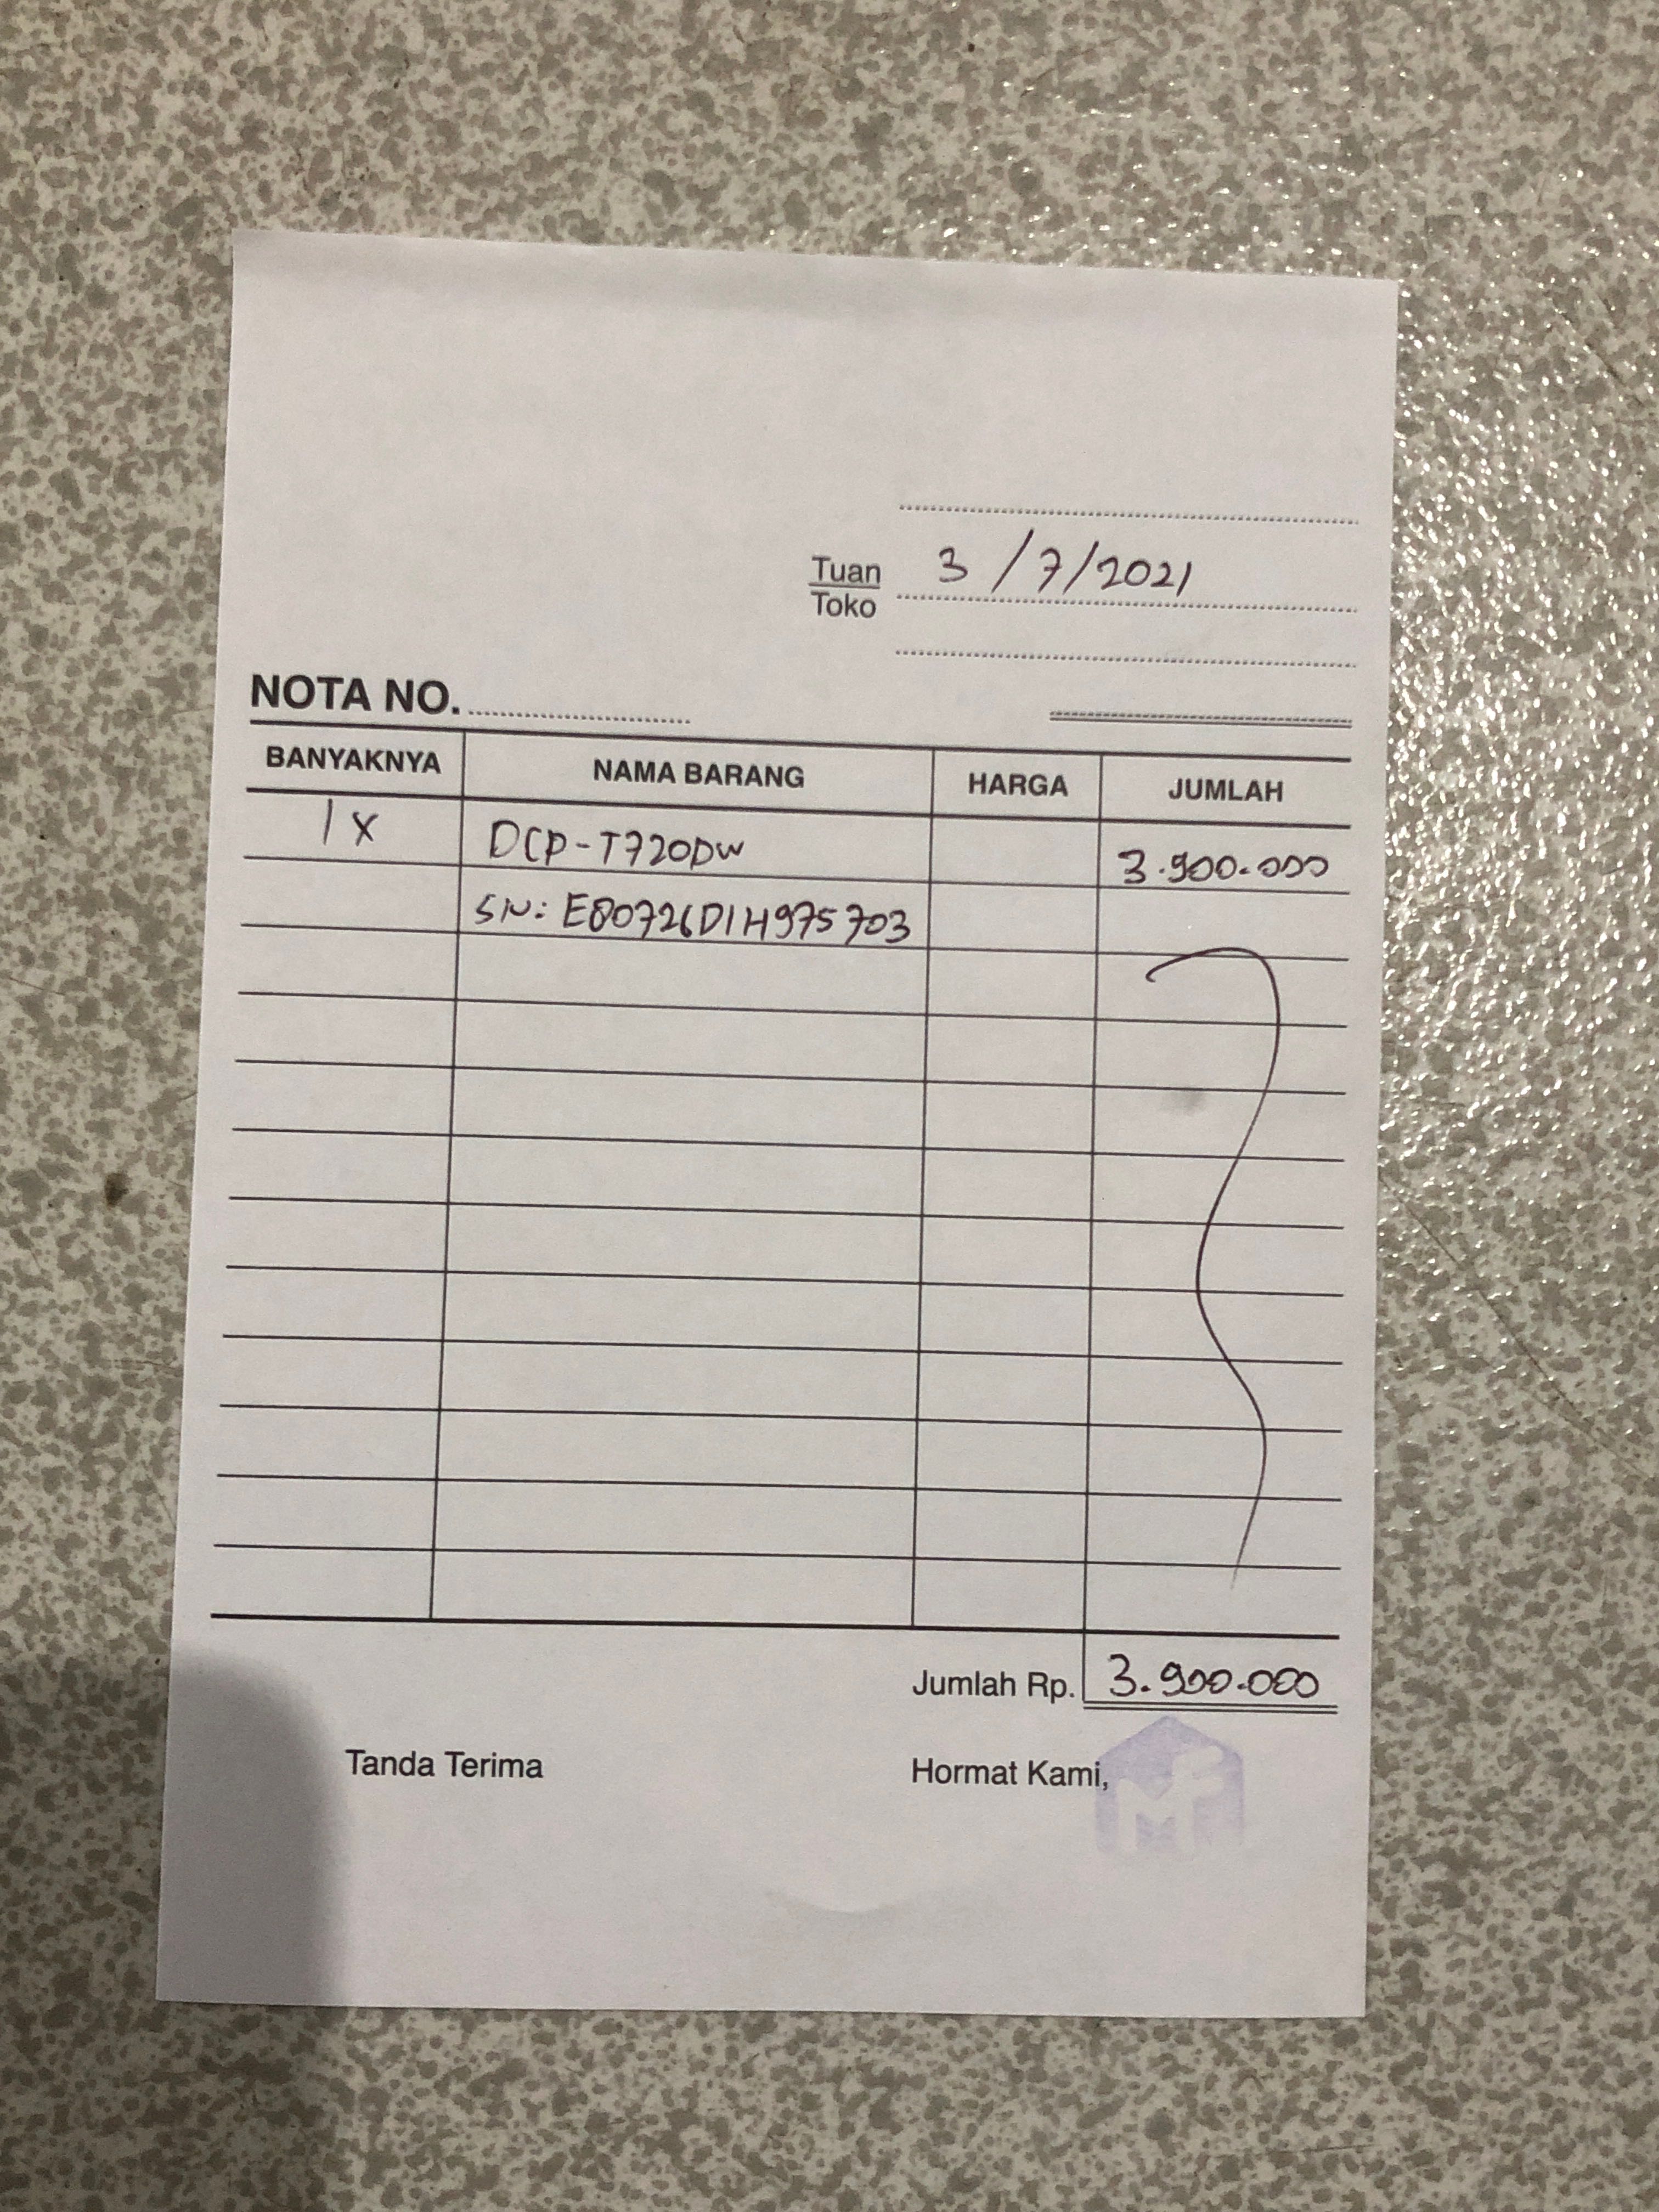 Tuan
Toko
3/7/2021
NOTA NO.
BANYAKNYA NAMA BARANG HARGA JUMLAH
1 x DCP-T720DW 3.900.000
SN: E80726D1H975703
Jumlah Rp. 3.900.000
Tanda Terima Hormat Kami,